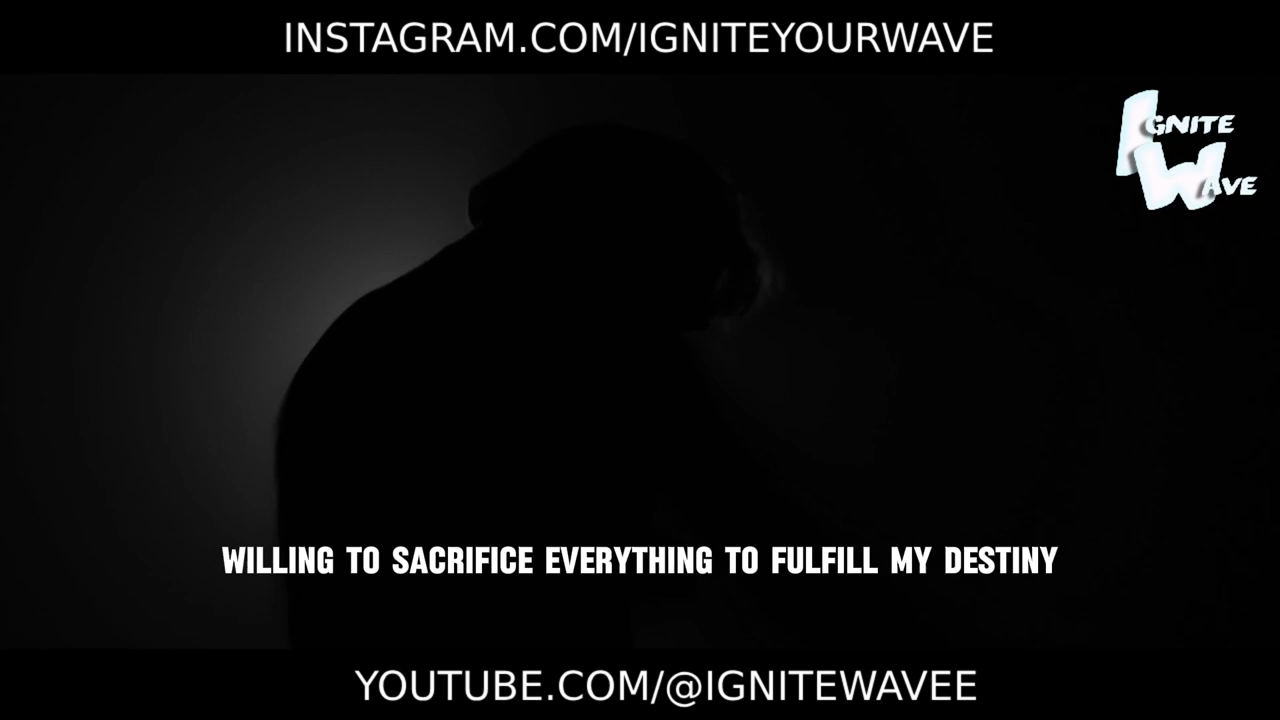 INSTAGRAM.COM/IGNITEYOURWAVE
IGNITE
WAVE
WILLING TO SACRIFICE EVERYTHING TO FULFILL MY DESTINY
YOUTUBE.COM/@IGNITEWAVEE